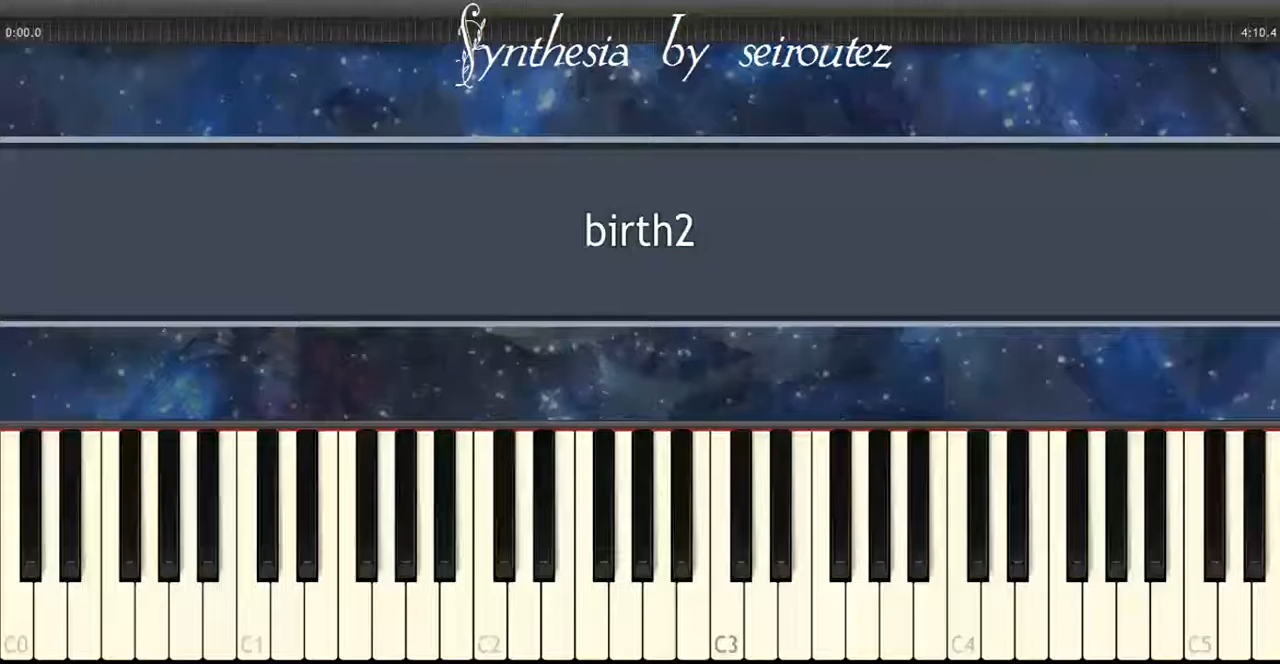 Synthesia by seiroutez
0:00.0
4:10.4
birth2
C0 C1 C2 C3 C4 C5